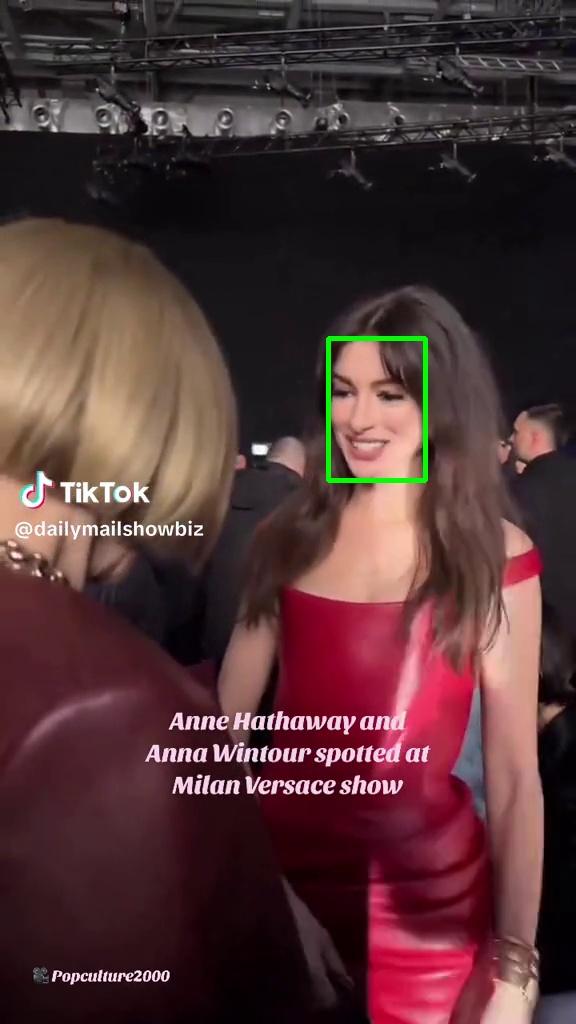 TikTok
@dailymailshowbiz
Anne Hathaway and
Anna Wintour spotted at
Milan Versace show
Popculture2000